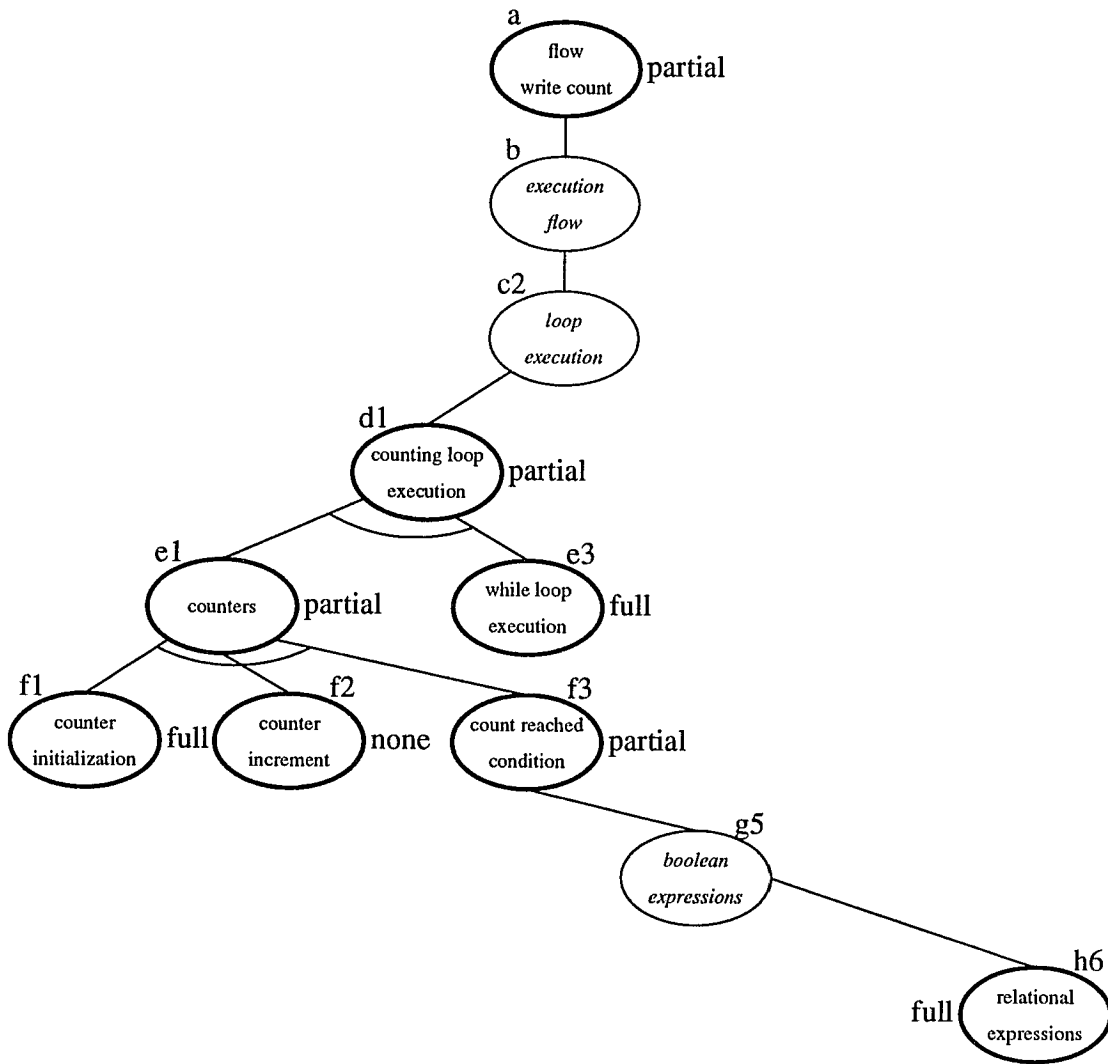 a
flow
write count
partial
b
execution
flow
c2
loop
execution
d1
counting loop
execution
partial
e1
counters
partial
e3
while loop
execution
full
f1
counter
initialization
full
f2
counter
increment
none
f3
count reached
condition
partial
g5
boolean
expressions
h6
relational
expressions
full